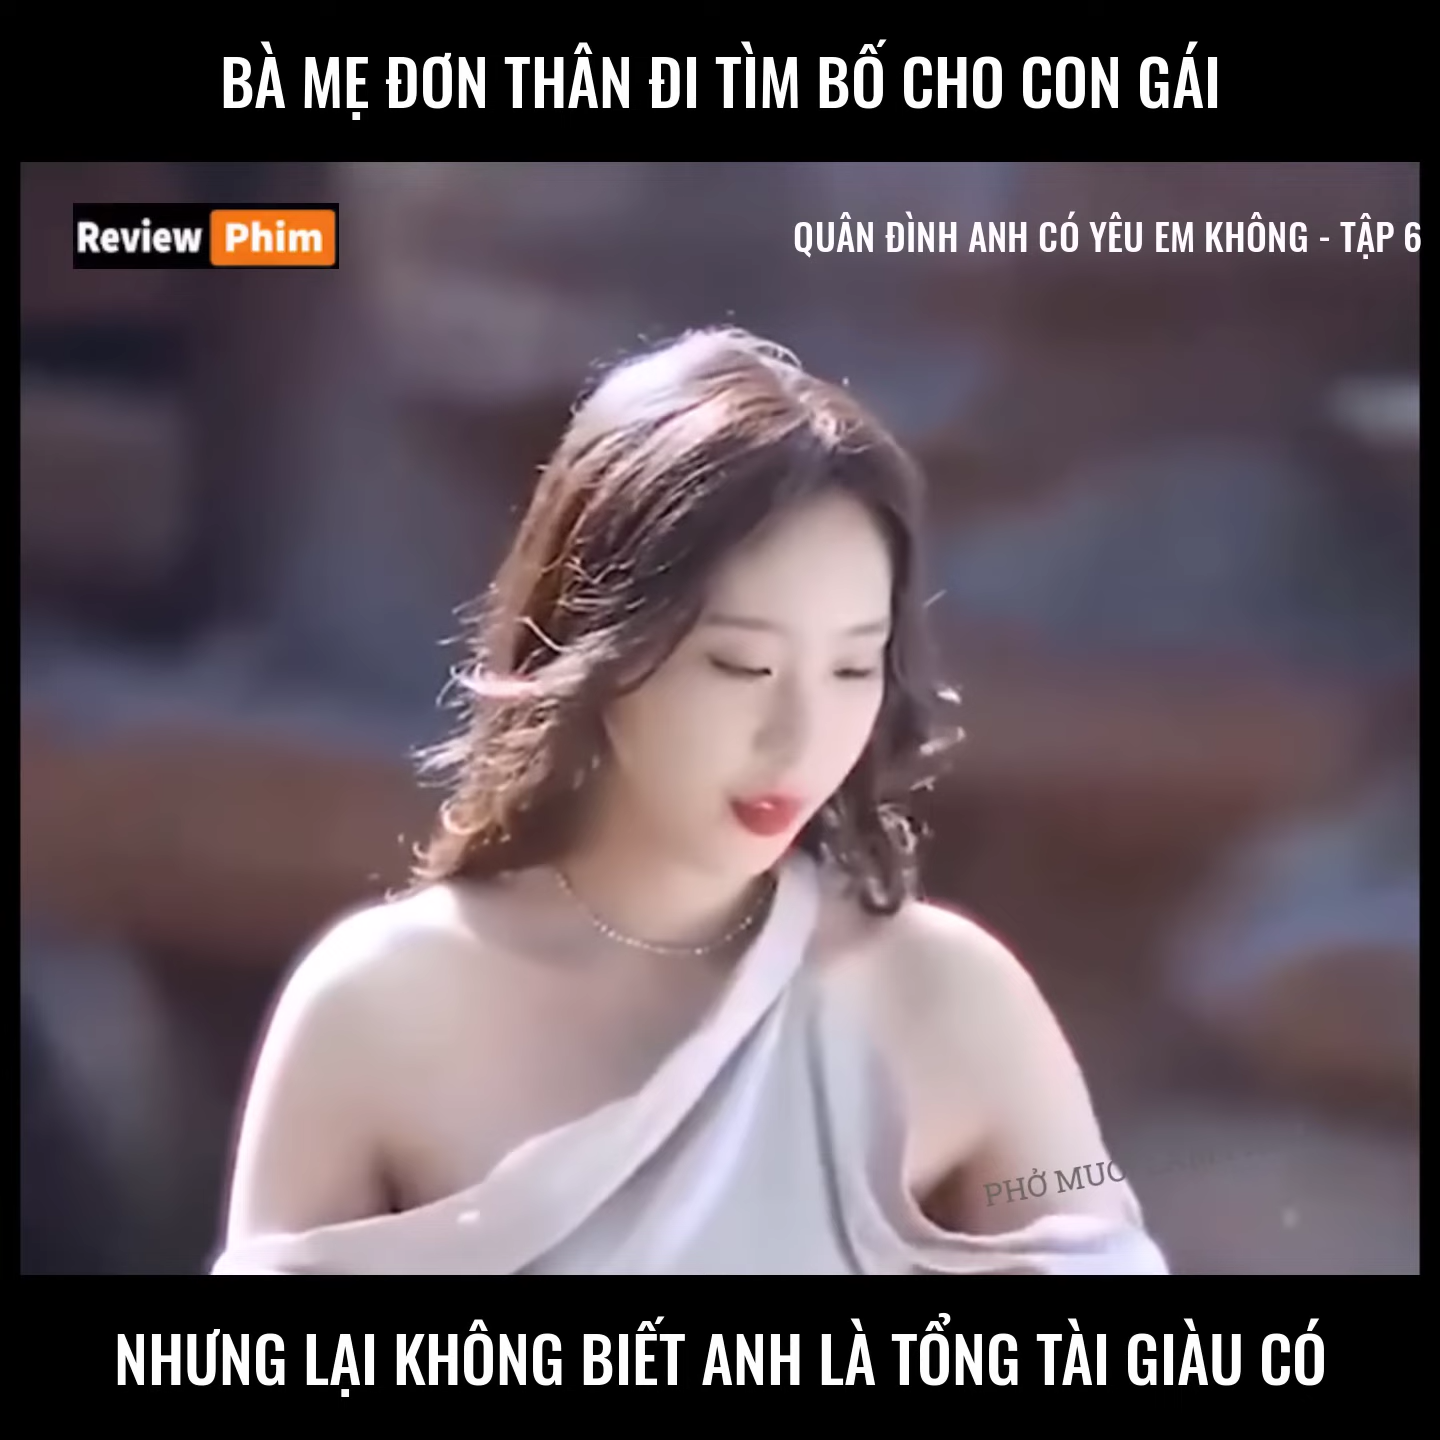 BÀ MẸ ĐƠN THÂN ĐI TÌM BỐ CHO CON GÁI
Review Phim
QUÂN ĐÌNH ANH CÓ YÊU EM KHÔNG - TẬP 6
PHỞ
NHƯNG LẠI KHÔNG BIẾT ANH LÀ TỔNG TÀI GIÀU CÓ